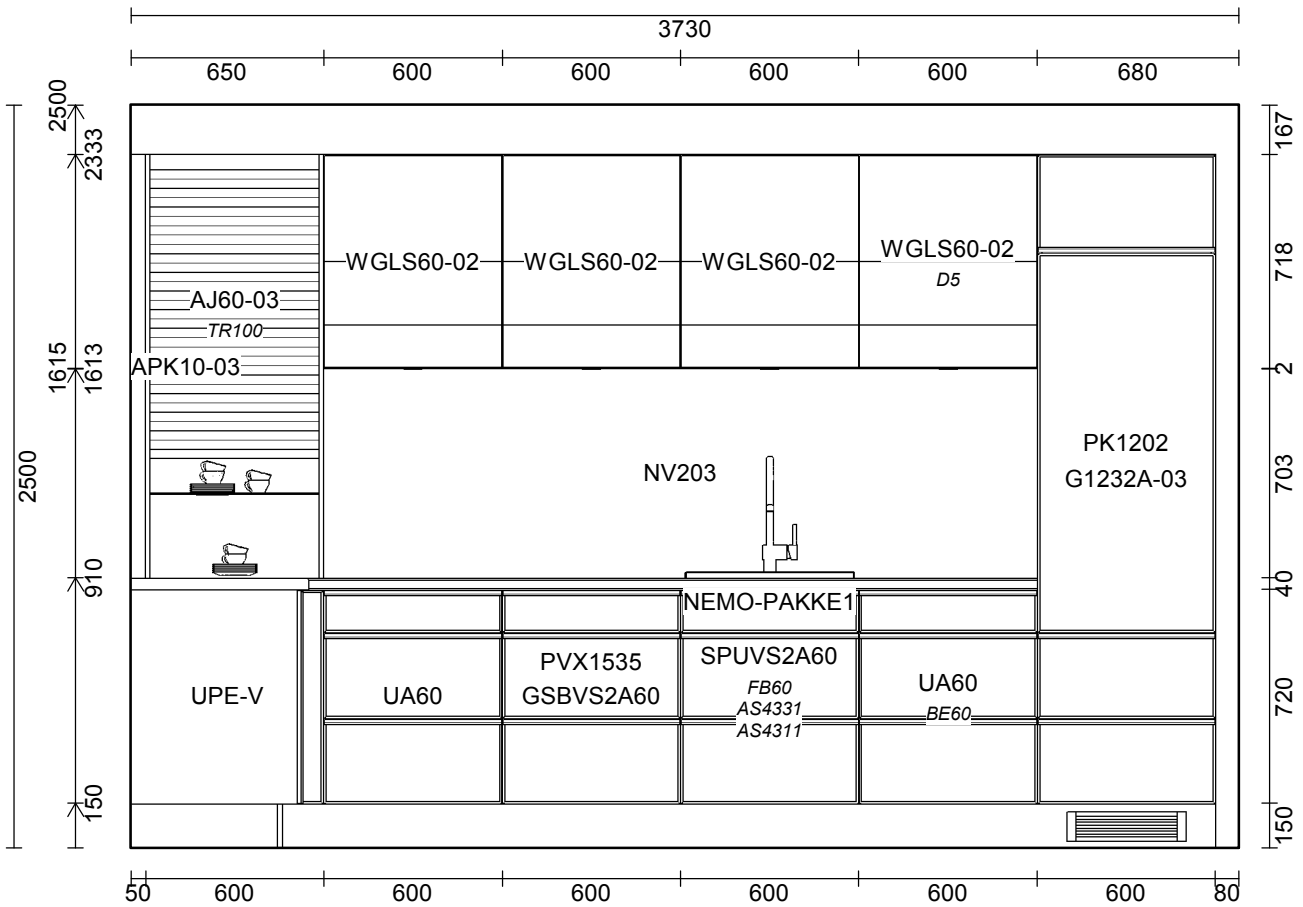 3730
650 600 600 600 600 680
2500
2500
2333
1615
1613
910
150
167
718
2
703
40
720
150
WGLS60-02
WGLS60-02
WGLS60-02
WGLS60-02
D5
AJ60-03
TR100
APK10-03
NV203
PK1202
G1232A-03
NEMO-PAKKE1
UPE-V
UA60
PVX1535
GSBVS2A60
SPUVS2A60
FB60
AS4331
AS4311
UA60
BE60
50 600 600 600 600 600 600 80